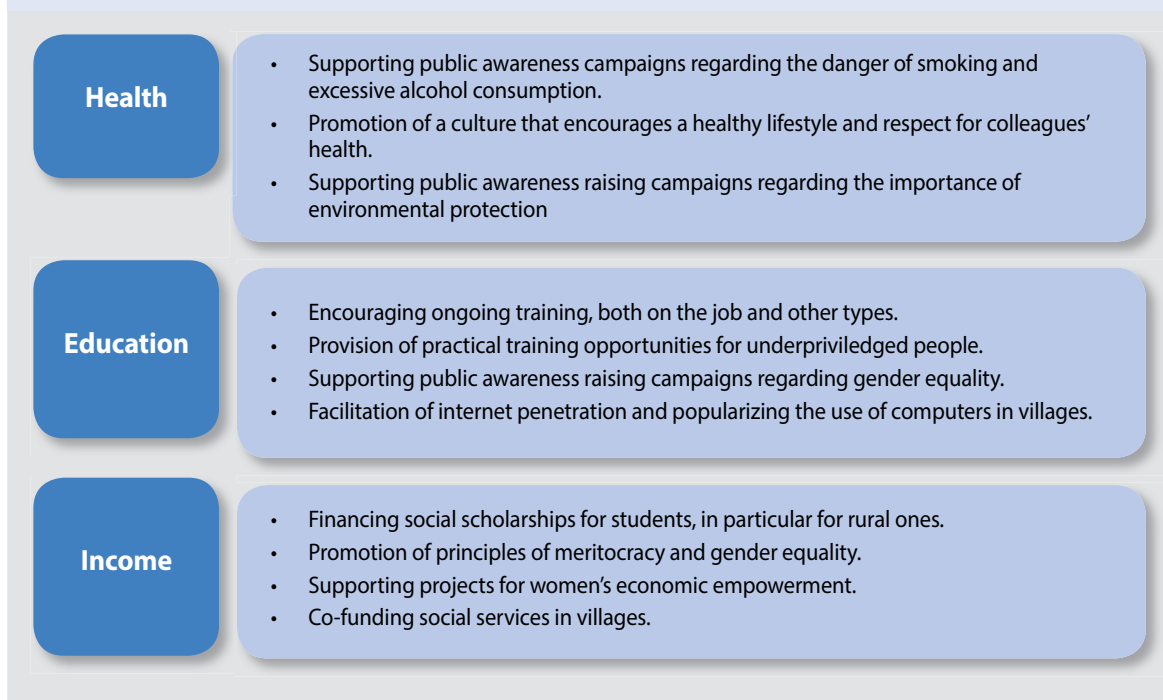 Health
• Supporting public awareness campaigns regarding the danger of smoking and
excessive alcohol consumption.
• Promotion of a culture that encourages a healthy lifestyle and respect for colleagues’
health.
• Supporting public awareness raising campaigns regarding the importance of
environmental protection
Education
• Encouraging ongoing training, both on the job and other types.
• Provision of practical training opportunities for underpriviledged people.
• Supporting public awareness raising campaigns regarding gender equality.
• Facilitation of internet penetration and popularizing the use of computers in villages.
Income
• Financing social scholarships for students, in particular for rural ones.
• Promotion of principles of meritocracy and gender equality.
• Supporting projects for women’s economic empowerment.
• Co-funding social services in villages.